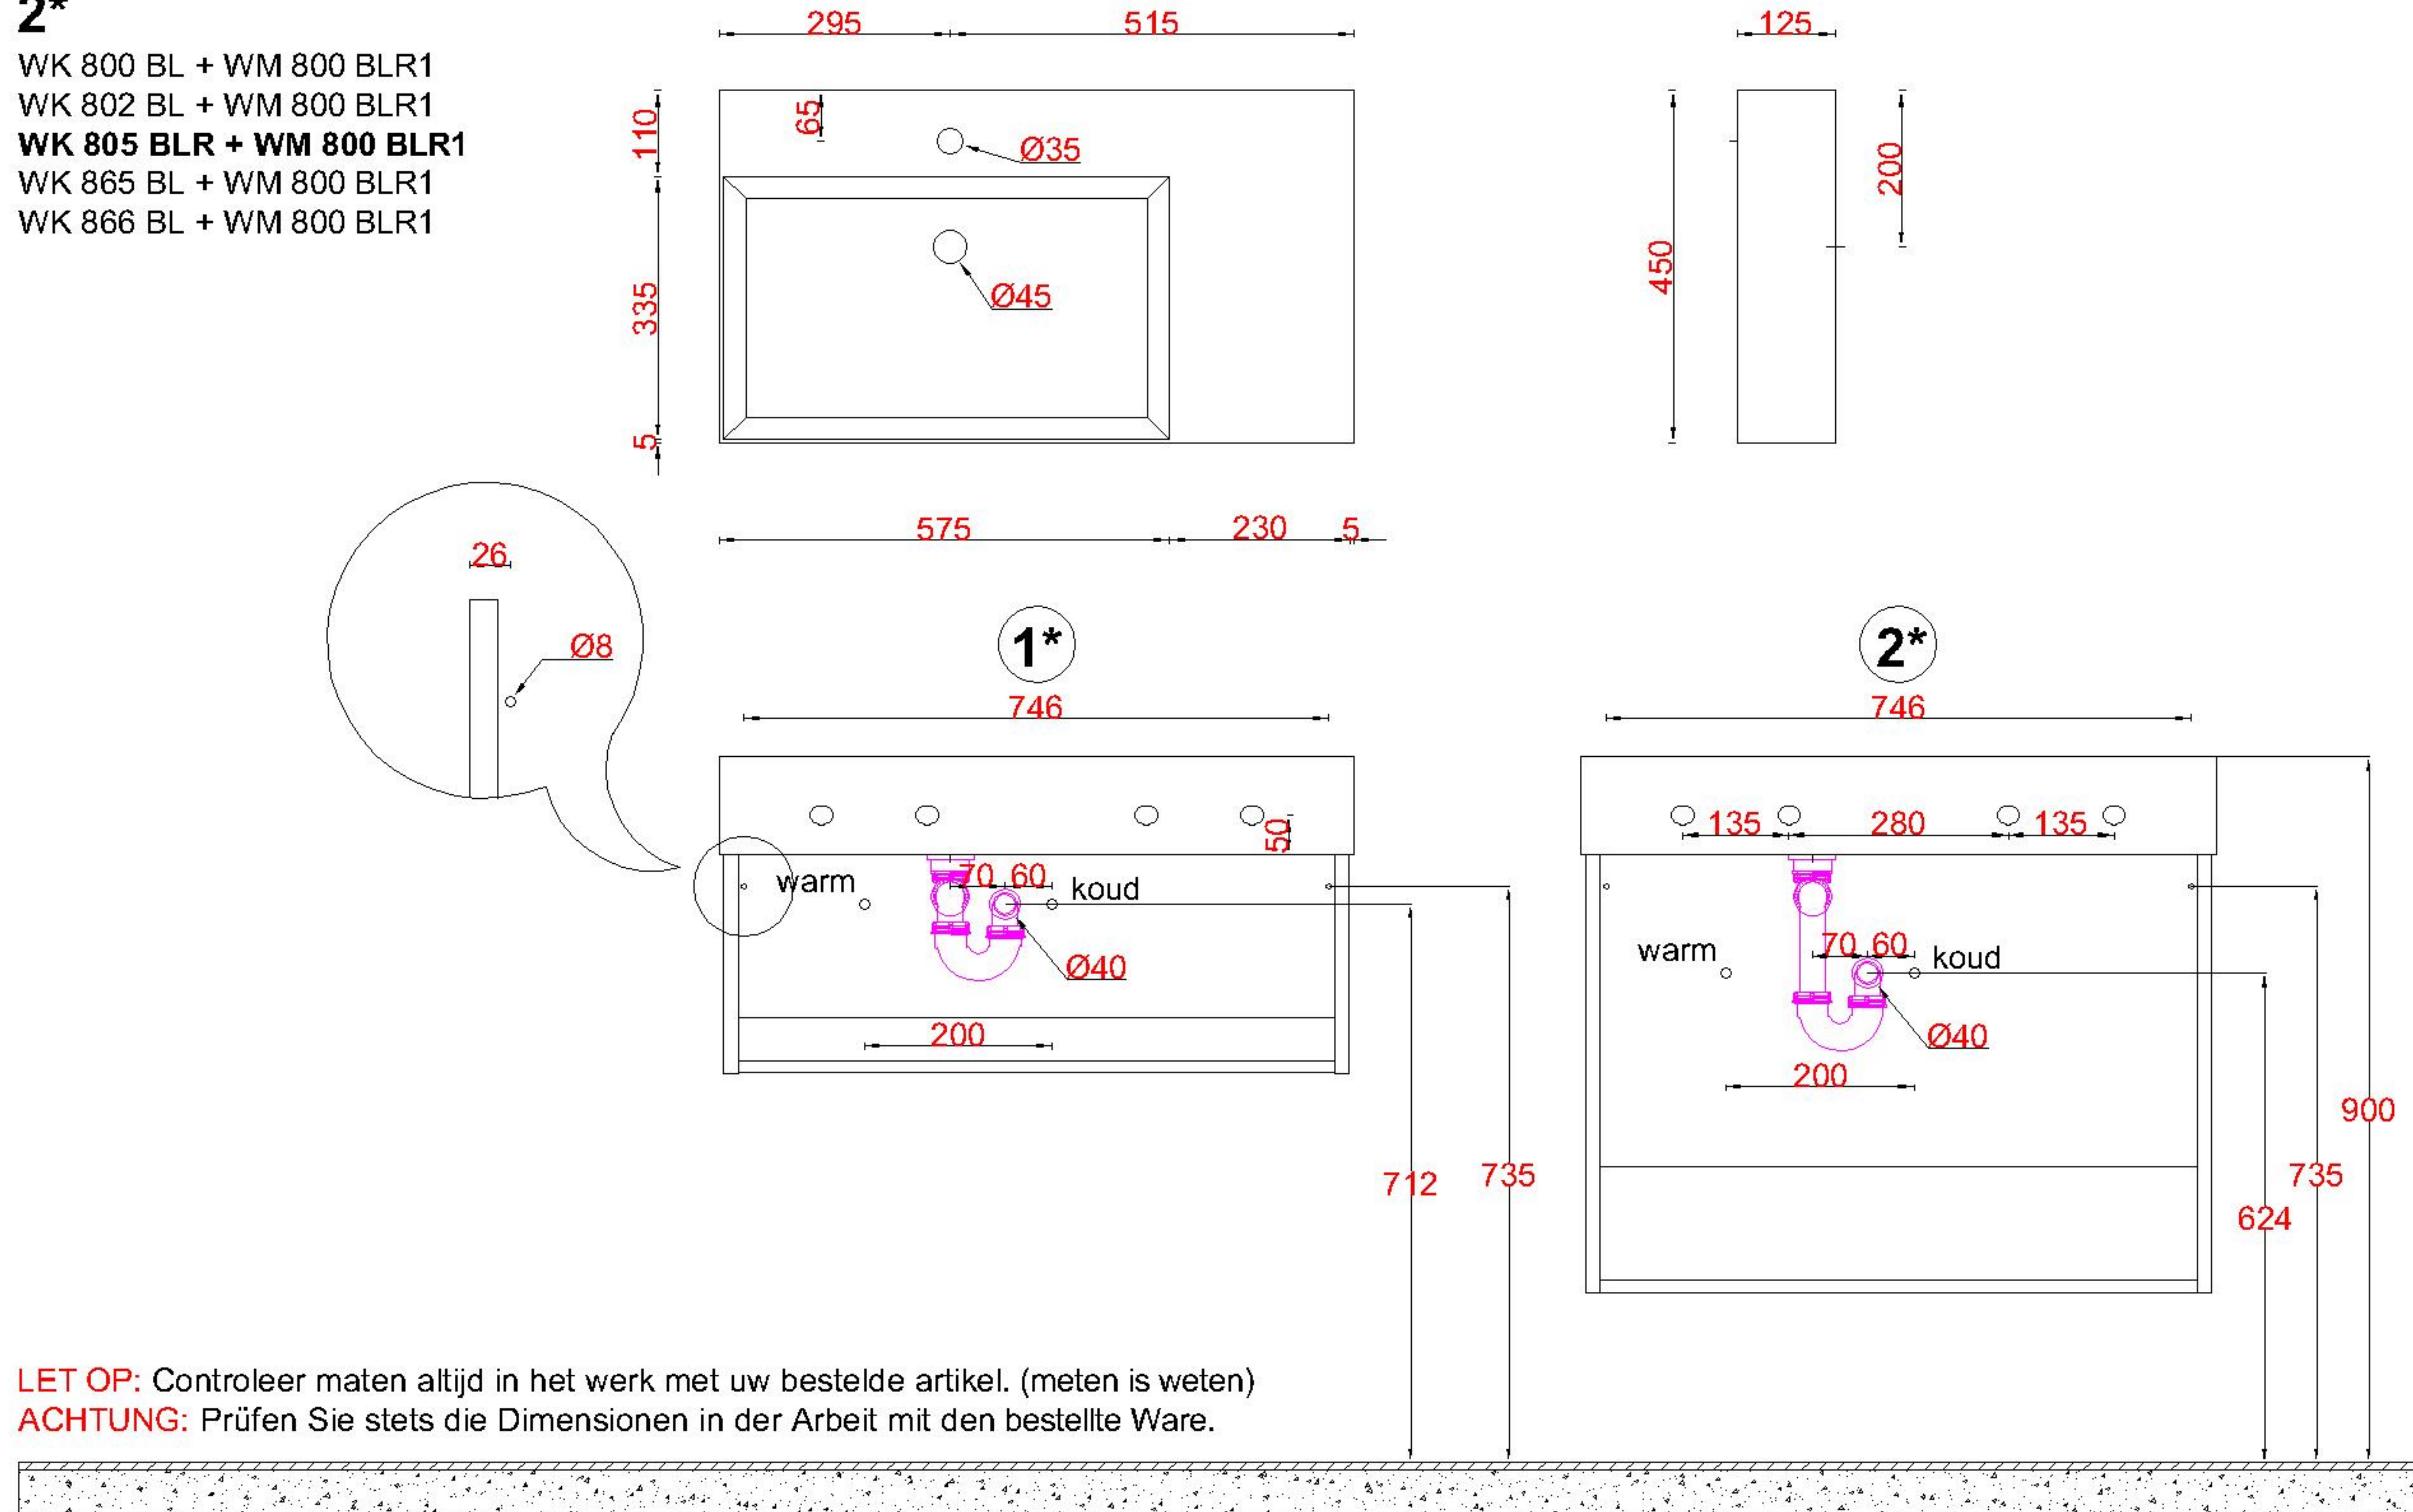 2*
WK 800 BL + WM 800 BLR1
WK 802 BL + WM 800 BLR1
WK 805 BLR + WM 800 BLR1
WK 865 BL + WM 800 BLR1
WK 866 BL + WM 800 BLR1
295 515
125
110
65
Ø35
335
Ø45
5
450
200
575 230 5
26
Ø8
1*
2*
746
746
50
135 280 135
warm
70 60
koud
Ø40
200
warm
70 60
koud
Ø40
200
712
735
624
735
900
LET OP: Controleer maten altijd in het werk met uw bestelde artikel. (meten is weten)
ACHTUNG: Prüfen Sie stets die Dimensionen in der Arbeit mit den bestellte Ware.